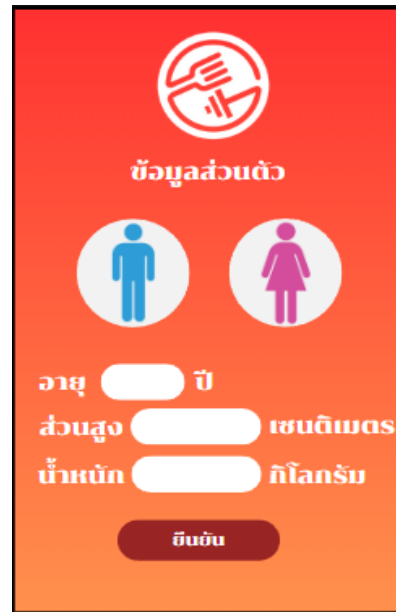 ข้อมูลส่วนตัว
อายุ ปี
ส่วนสูง เซนติเมตร
น้ำหนัก กิโลกรัม
ยืนยัน